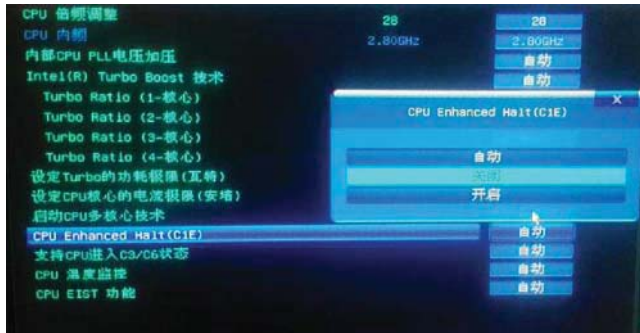 CPU 倍频调整 28 28
CPU 内频 2.80GHz 2.80GHz
内部CPU PLL电压加压 自动
Intel(R) Turbo Boost 技术 自动
Turbo Ratio (1-核心)
Turbo Ratio (2-核心)
Turbo Ratio (3-核心)
Turbo Ratio (4-核心)
设定Turbo的功耗极限(瓦特)
设定CPU核心的电流极限(安培)
启动CPU多核心技术
CPU Enhanced Halt(C1E) 自动
支持CPU进入C3/C6状态 自动
CPU 温度监控 自动
CPU EIST 功能 自动
CPU Enhanced Halt(C1E) X
自动
关闭
开启